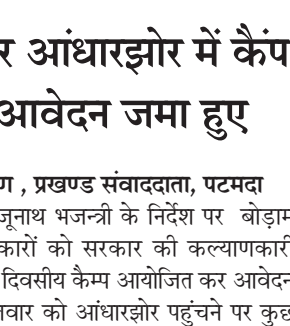 र आंधारझोर में कैंप
आवेदन जमा हुए
ण , प्रखण्ड संवाददाता, पटमदा
जूनाथ भजन्त्री के निर्देश पर बोड़ाम
कारों को सरकार की कल्याणकारी
दिवसीय कैम्प आयोजित कर आवेदन
वार को आंधारझोर पहुंचने पर कुछ